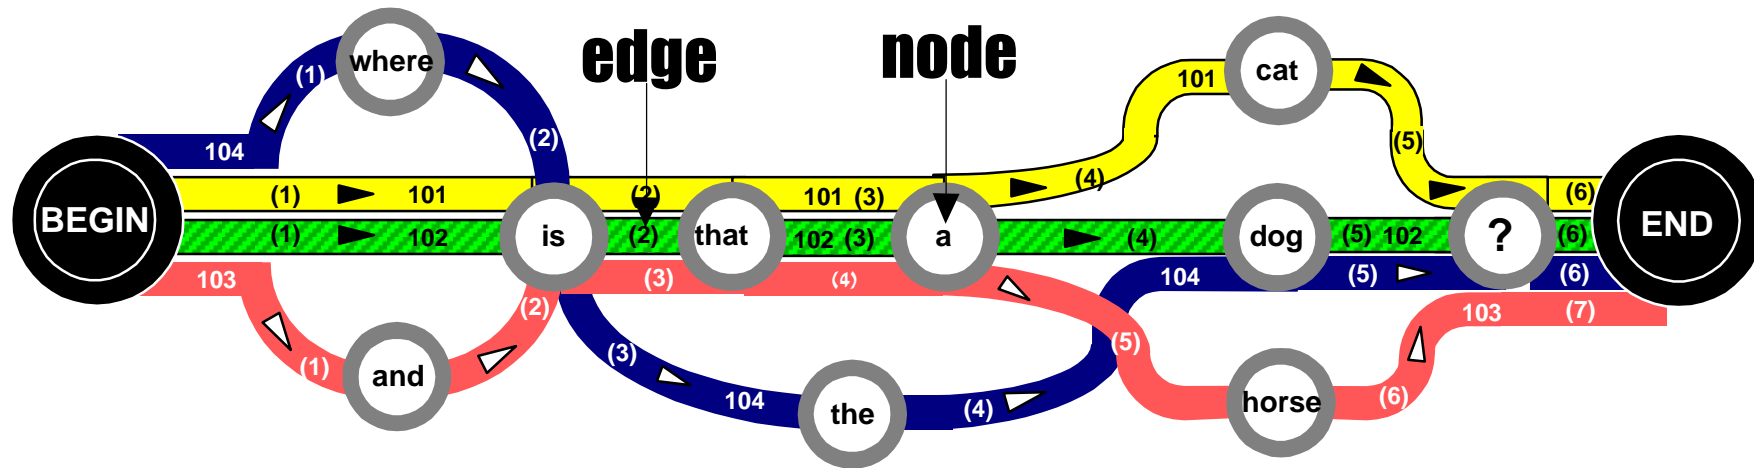 where
edge
node
101
cat
(1)
(2)
(5)
104
(1)
101
(2)
101
(3)
(4)
(6)
BEGIN
(1)
102
is
(2)
that
102
(3)
a
(4)
dog
(5)
102
?
(6)
END
103
(2)
(3)
(4)
104
(5)
(6)
(1)
and
(3)
104
the
(4)
(5)
horse
(6)
103
(7)